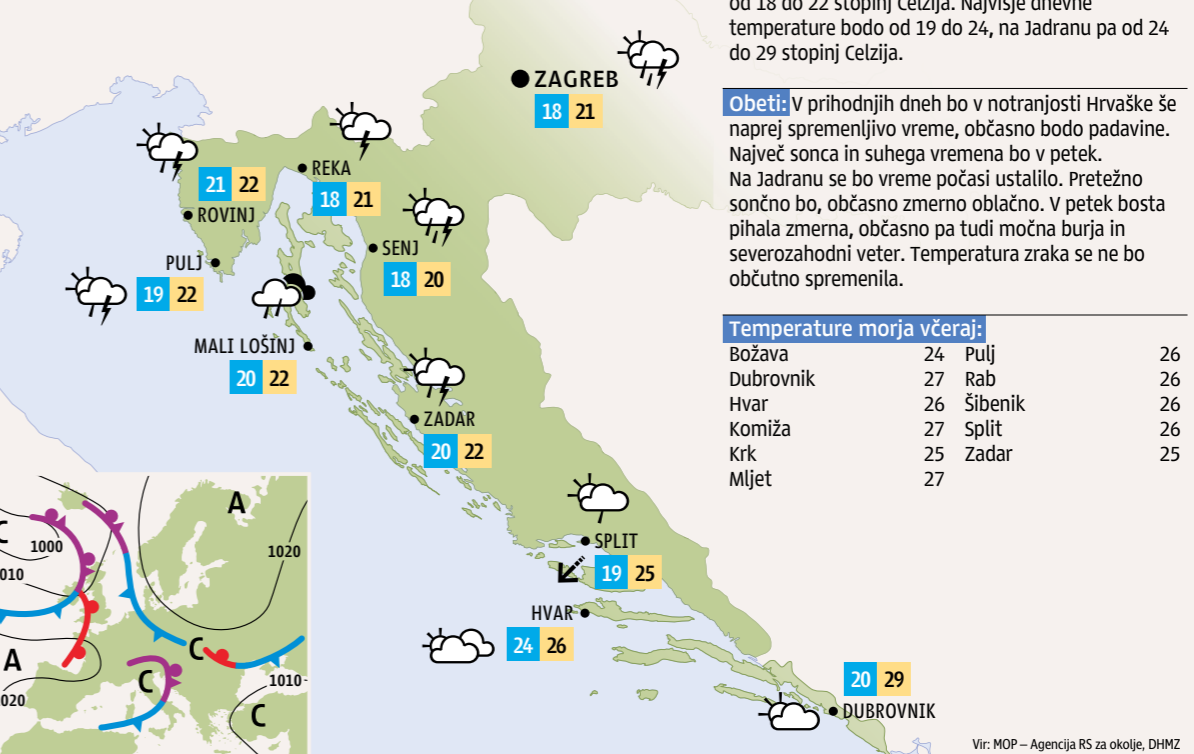 od 18 do 22 stopinj Celzija. Najvišje dnevne
temperature bodo od 19 do 24, na Jadranu pa od 24
do 29 stopinj Celzija.
Obeti: V prihodnjih dneh bo v notranjosti Hrvaške še
naprej spremenljivo vreme, občasno bodo padavine.
Največ sonca in suhega vremena bo v petek.
Na Jadranu se bo vreme počasi ustalilo. Pretežno
sončno bo, občasno zmerno oblačno. V petek bosta
pihala zmerna, občasno pa tudi močna burja in
severozahodni veter. Temperatura zraka se ne bo
občutno spremenila.
Temperature morja včeraj:
Božava 24 Pulj 26
Dubrovnik 27 Rab 26
Hvar 26 Šibenik 26
Komiža 27 Split 26
Krk 25 Zadar 25
Mljet 27
ZAGREB
18 21
REKA
18 21
21 22
ROVINJ
SENJ
18 20
PULJ
19 22
MALI LOŠINJ
20 22
ZADAR
20 22
SPLIT
19 25
HVAR
24 26
20 29
DUBROVNIK
A
C
1000
1020
010
C
A
C
1010
020
C
Vir: MOP – Agencija RS za okolje, DHMZ